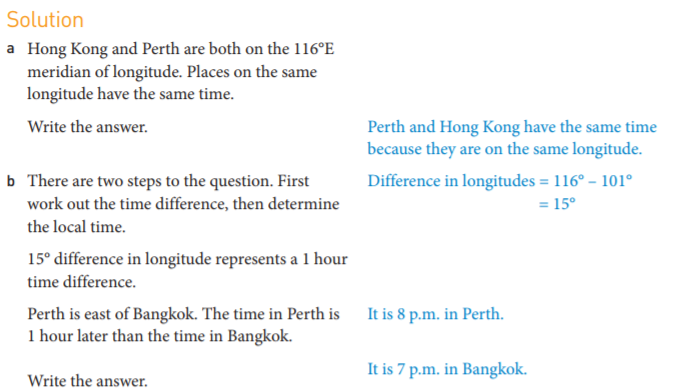 Solution
a Hong Kong and Perth are both on the 116°E
meridian of longitude. Places on the same
longitude have the same time.
Write the answer.
Perth and Hong Kong have the same time
because they are on the same longitude.
b There are two steps to the question. First
work out the time difference, then determine
the local time.
Difference in longitudes = 116° – 101°
= 15°
15° difference in longitude represents a 1 hour
time difference.
Perth is east of Bangkok. The time in Perth is
1 hour later than the time in Bangkok.
It is 8 p.m. in Perth.
Write the answer.
It is 7 p.m. in Bangkok.